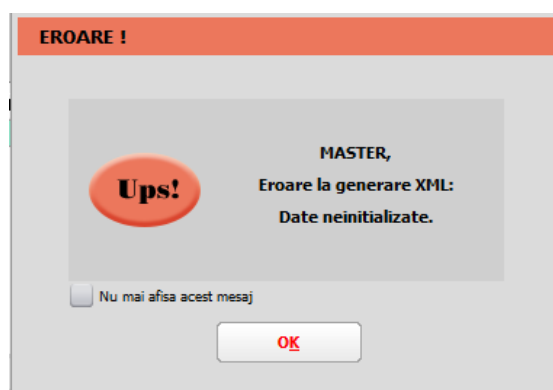 EROARE !
MASTER,
Ups!
Eroare la generare XML:
Date neinitializate.
Nu mai afisa acest mesaj
OK